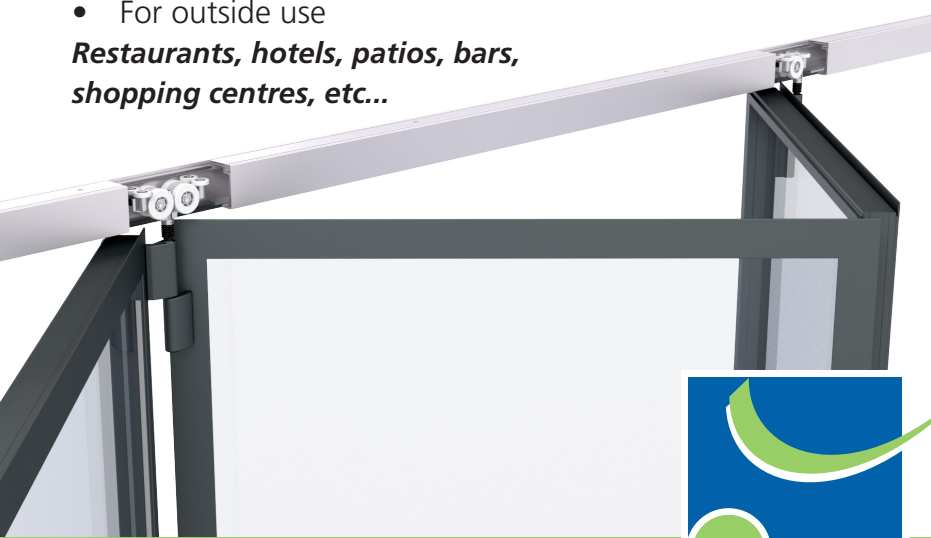 • For outside use
Restaurants, hotels, patios, bars,
shopping centres, etc...